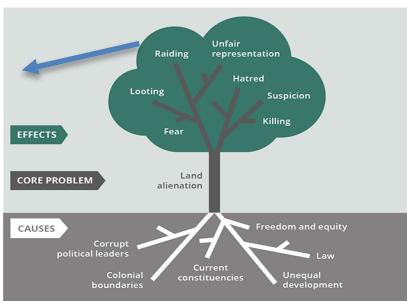 Unfair
representation
Raiding
Hatred
Looting
Suspicion
Killing
Fear
EFFECTS
CORE PROBLEM
Land
alienation
CAUSES
Freedom and equity
Corrupt
political leaders
Law
Current
constituencies
Colonial
boundaries
Unequal
development